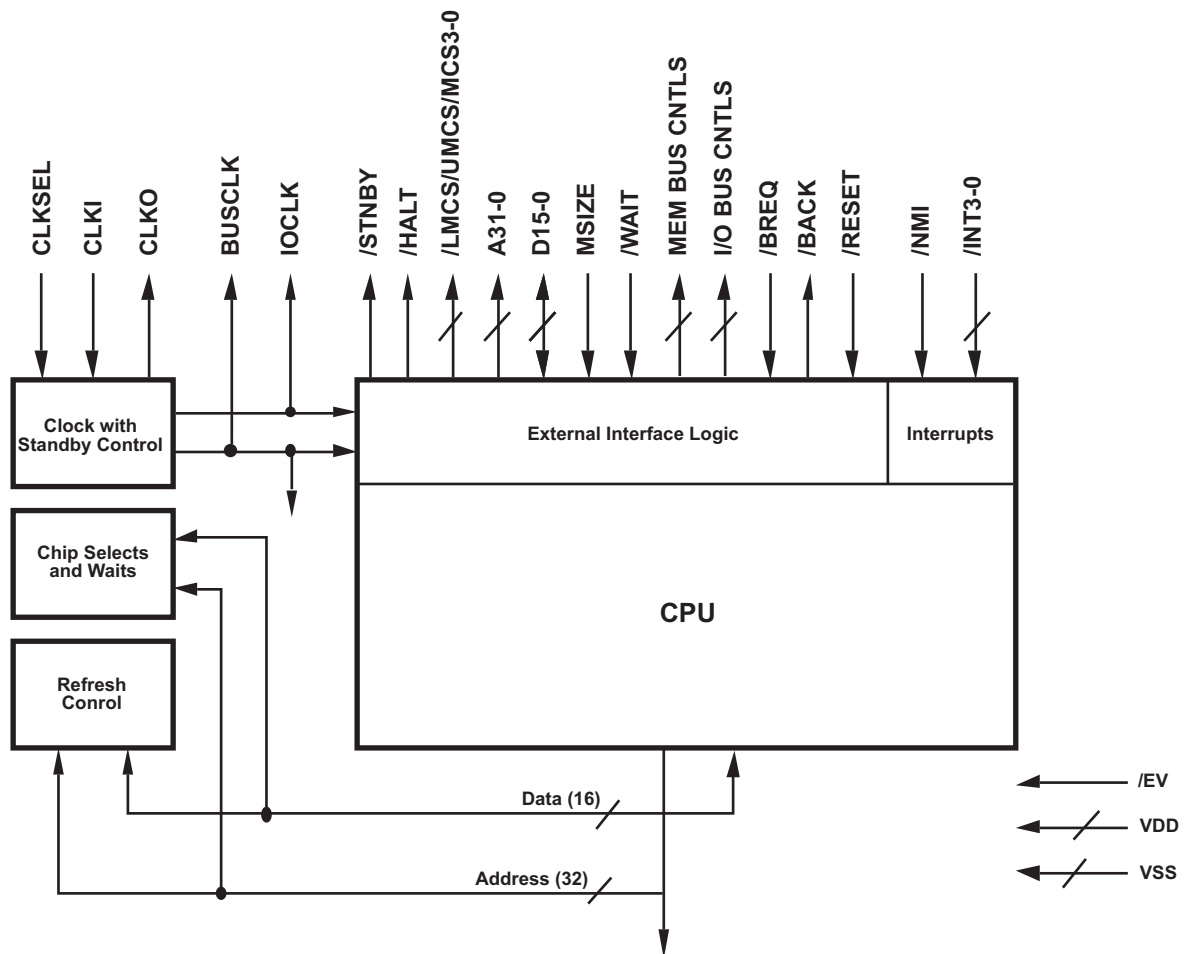 CLKSEL
CLKI
CLKO
BUSCLK
IOCLK
/STNBY
/HALT
/LMCS/UMCS/MCS3-0
A31-0
D15-0
MSIZE
/WAIT
MEM BUS CNTLS
I/O BUS CNTLS
/BREQ
/BACK
/RESET
/NMI
/INT3-0
Clock with
Standby Control
External Interface Logic
Interrupts
Chip Selects
and Waits
CPU
Refresh
Conrol
Data (16)
Address (32)
/EV
VDD
VSS